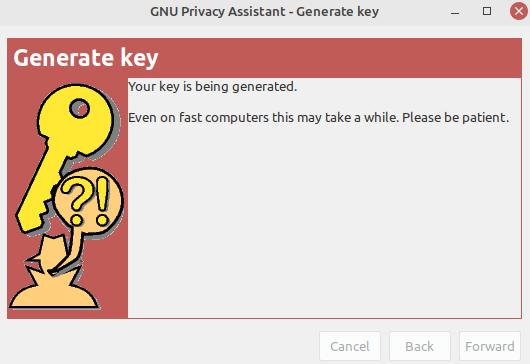 GNU Privacy Assistant - Generate key
Generate key
Your key is being generated.
Even on fast computers this may take a while. Please be patient.
?!
Cancel
Back
Forward